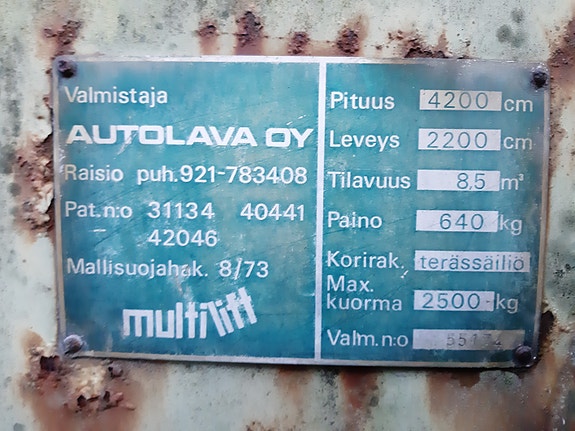 Valmistaja
AUTOLAVA OY
Raisio puh.921-783408
Pat.n:o 31134 40441
42046
Mallisuojahak. 8/73
multilift
Pituus 4200 cm
Leveys 2200 cm
Tilavuus 8,5 m³
Paino 640 kg
Korirak. terässäiliö
Max.
kuorma 2500 kg
Valm.n:o